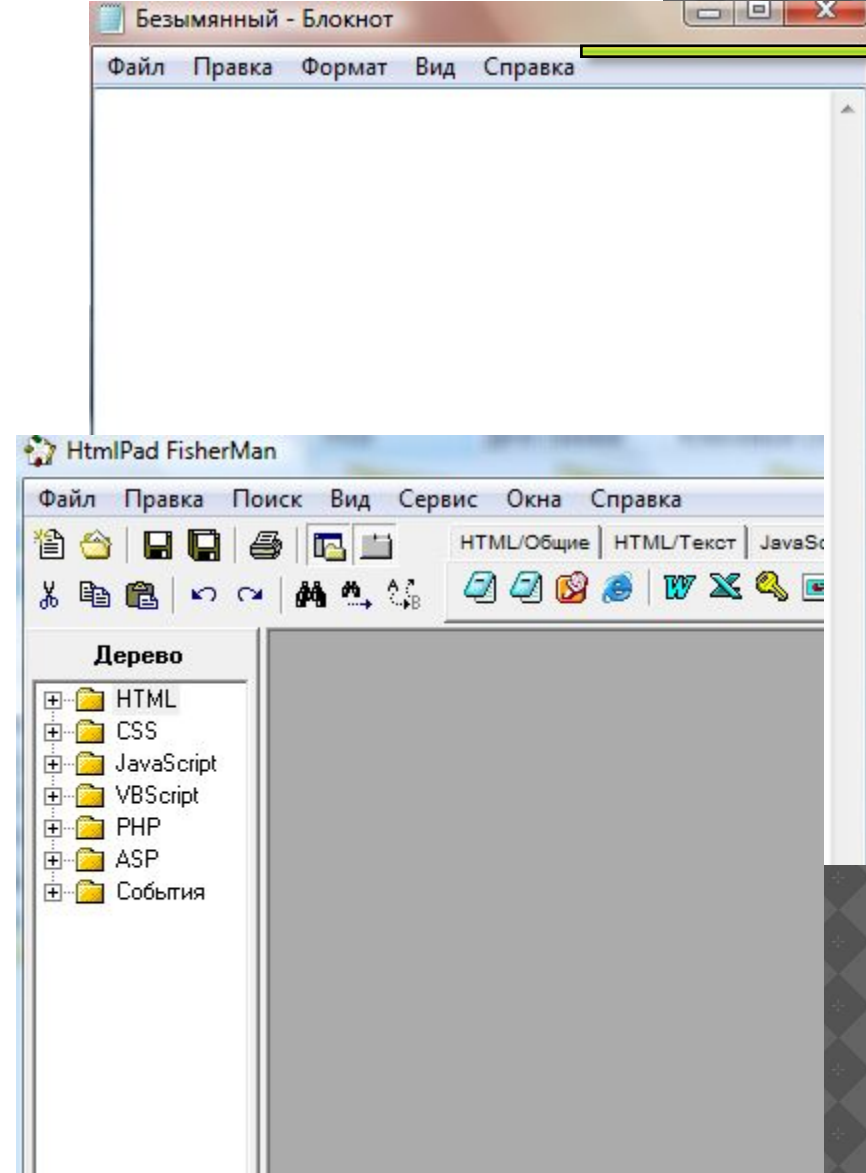 Безымянный - Блокнот
Файл Правка Формат Вид Справка
HtmlPad FisherMan
Файл Правка Поиск Вид Сервис Окна Справка
HTML/Общие HTML/Текст JavaSc
Дерево
HTML
CSS
JavaScript
VBScript
PHP
ASP
События